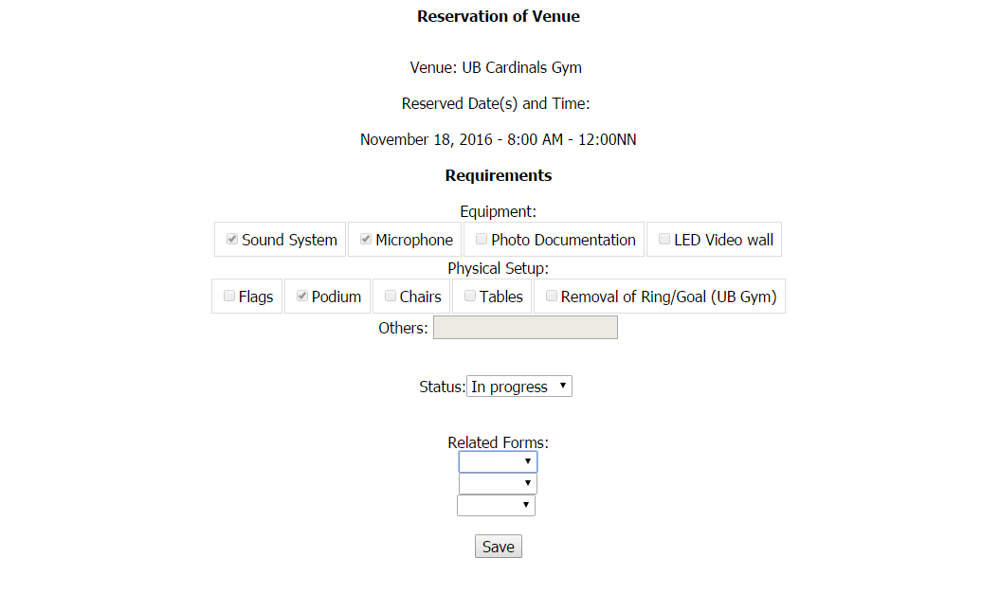 Reservation of Venue
Venue: UB Cardinals Gym
Reserved Date(s) and Time:
November 18, 2016 - 8:00 AM - 12:00NN
Requirements
Equipment:
Sound System Microphone Photo Documentation LED Video wall
Physical Setup:
Flags Podium Chairs Tables Removal of Ring/Goal (UB Gym)
Others:
Status: In progress
Related Forms:
Save